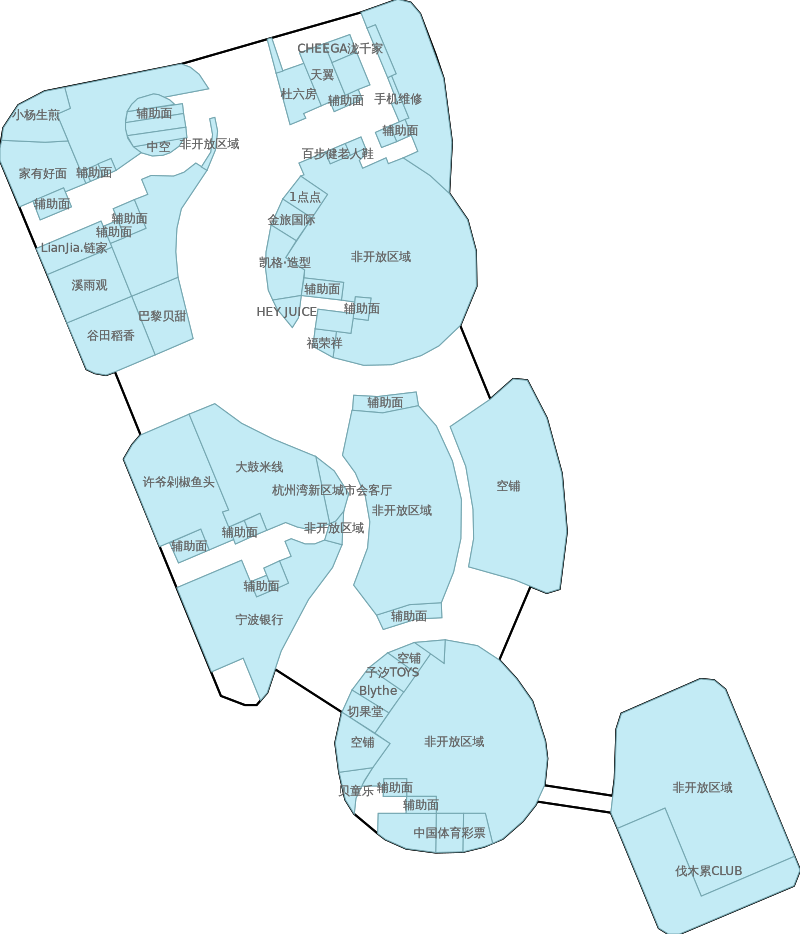 CHEEGA泷千家
天翼
杜六房
辅助面
手机维修
小杨生煎
辅助面
辅助面
中空
非开放区域
百步健老人鞋
家有好面
辅助面
1点点
辅助面
辅助面
金旅国际
辅助面
LianJia.链家
非开放区域
凯格·造型
溪雨观
辅助面
HEY JUICE
辅助面
巴黎贝甜
谷田稻香
福荣祥
辅助面
大鼓米线
许爷剁椒鱼头
空铺
杭州湾新区城市会客厅
非开放区域
非开放区域
辅助面
辅助面
辅助面
辅助面
宁波银行
空铺
子汐TOYS
Blythe
切果堂
空铺
非开放区域
贝童乐
辅助面
辅助面
非开放区域
中国体育彩票
伐木累CLUB